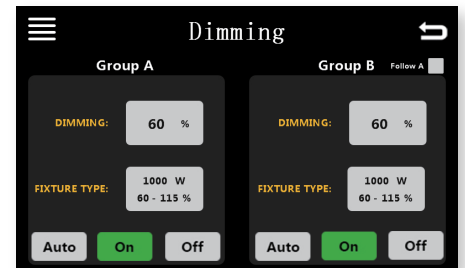 Dimming
Group A
Group B Follow A
DIMMING: 60 %
DIMMING: 60 %
FIXTURE TYPE: 1000 W
60 - 115 %
FIXTURE TYPE: 1000 W
60 - 115 %
Auto On Off
Auto On Off